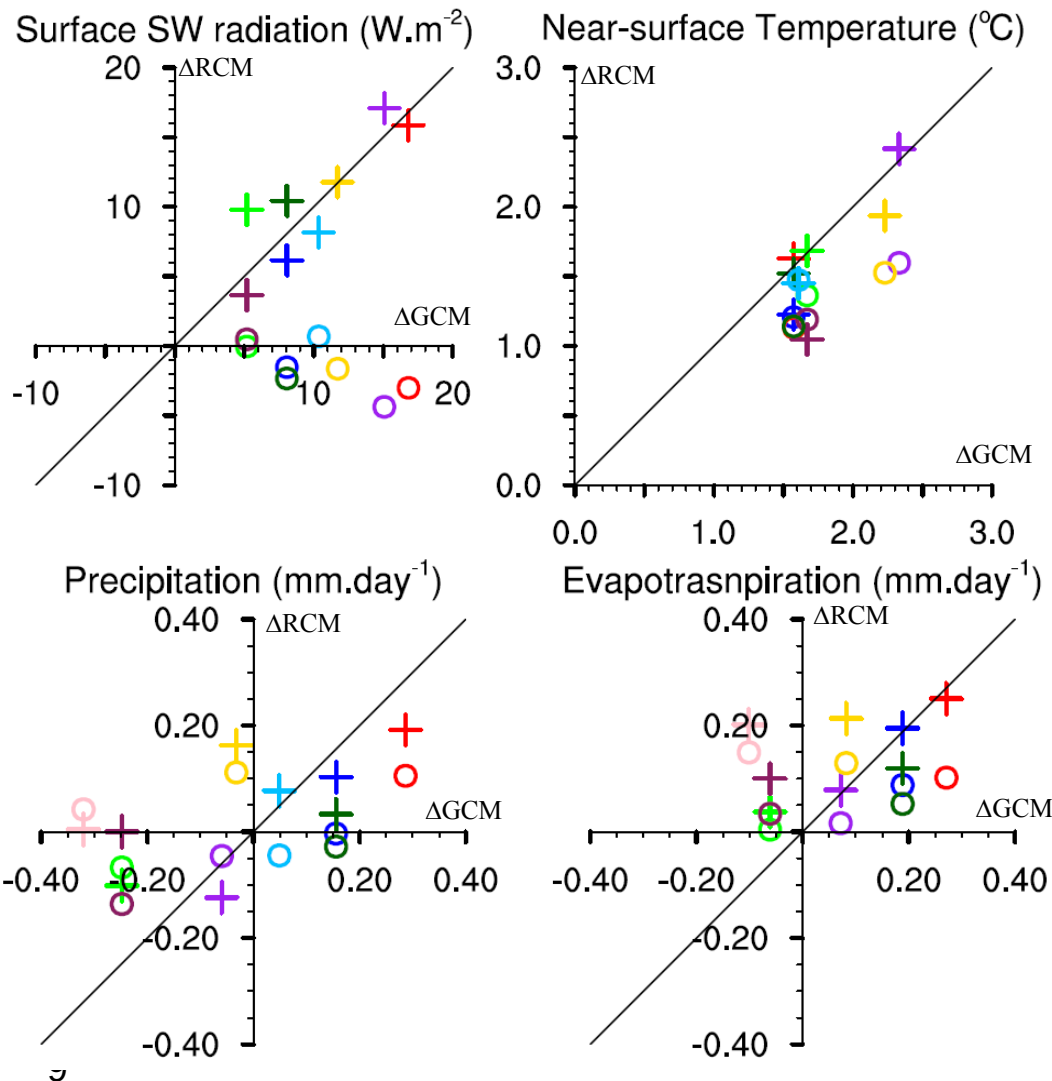 Surface SW radiation (W.m⁻²)
Near-surface Temperature (°C)
20
ΔRCM
10
ΔGCM
-10
10
20
-10
3.0
ΔRCM
2.0
1.0
ΔGCM
0.0
0.0 1.0 2.0 3.0
Precipitation (mm.day⁻¹)
Evapotrasnpiration (mm.day⁻¹)
0.40
ΔRCM
0.20
ΔGCM
-0.40 -0.20 0.20 0.40
-0.20
-0.40
0.40
ΔRCM
0.20
ΔGCM
-0.40 -0.20 0.20 0.40
-0.20
-0.40